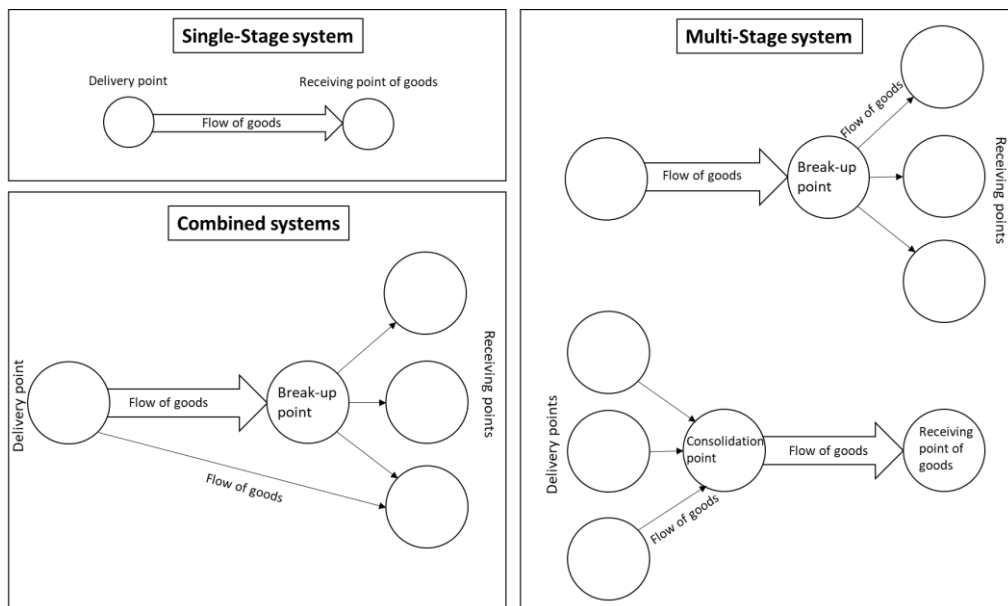 Single-Stage system
Delivery point
Receiving point of goods
Flow of goods
Combined systems
Delivery point
Flow of goods
Break-up
point
Flow of goods
Receiving points
Multi-Stage system
Flow of goods
Break-up
point
Flow of goods
Receiving points
Delivery points
Flow of goods
Consolidation
point
Flow of goods
Receiving
point of
goods